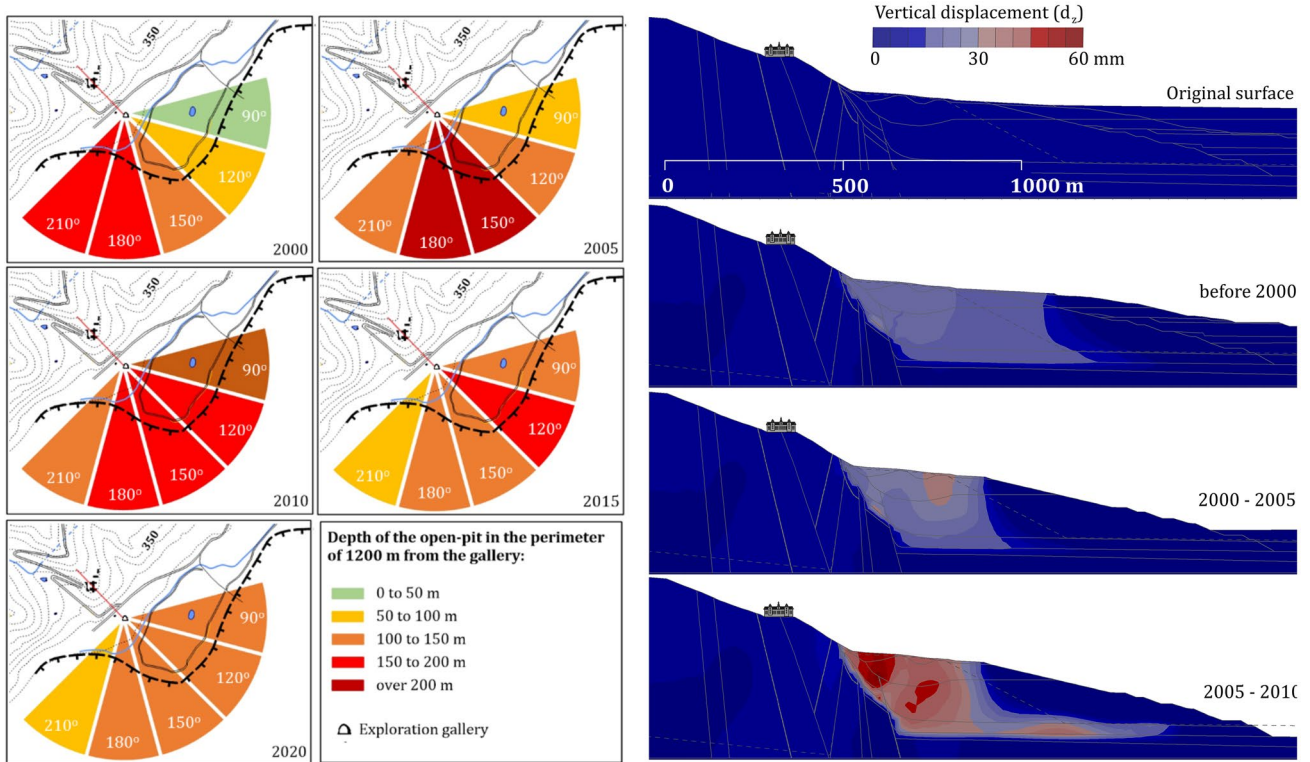 350
90°
120°
150°
180°
210°
2000
350
90°
120°
150°
180°
210°
2005
350
90°
120°
150°
180°
210°
2010
350
90°
120°
150°
180°
210°
2015
350
90°
120°
150°
180°
210°
2020
Depth of the open-pit in the perimeter
of 1200 m from the gallery:
0 to 50 m
50 to 100 m
100 to 150 m
150 to 200 m
over 200 m
Exploration gallery
Vertical displacement (d_z)
0 30 60 mm
Original surface
0 500 1000 m
before 2000
2000 - 2005
2005 - 2010